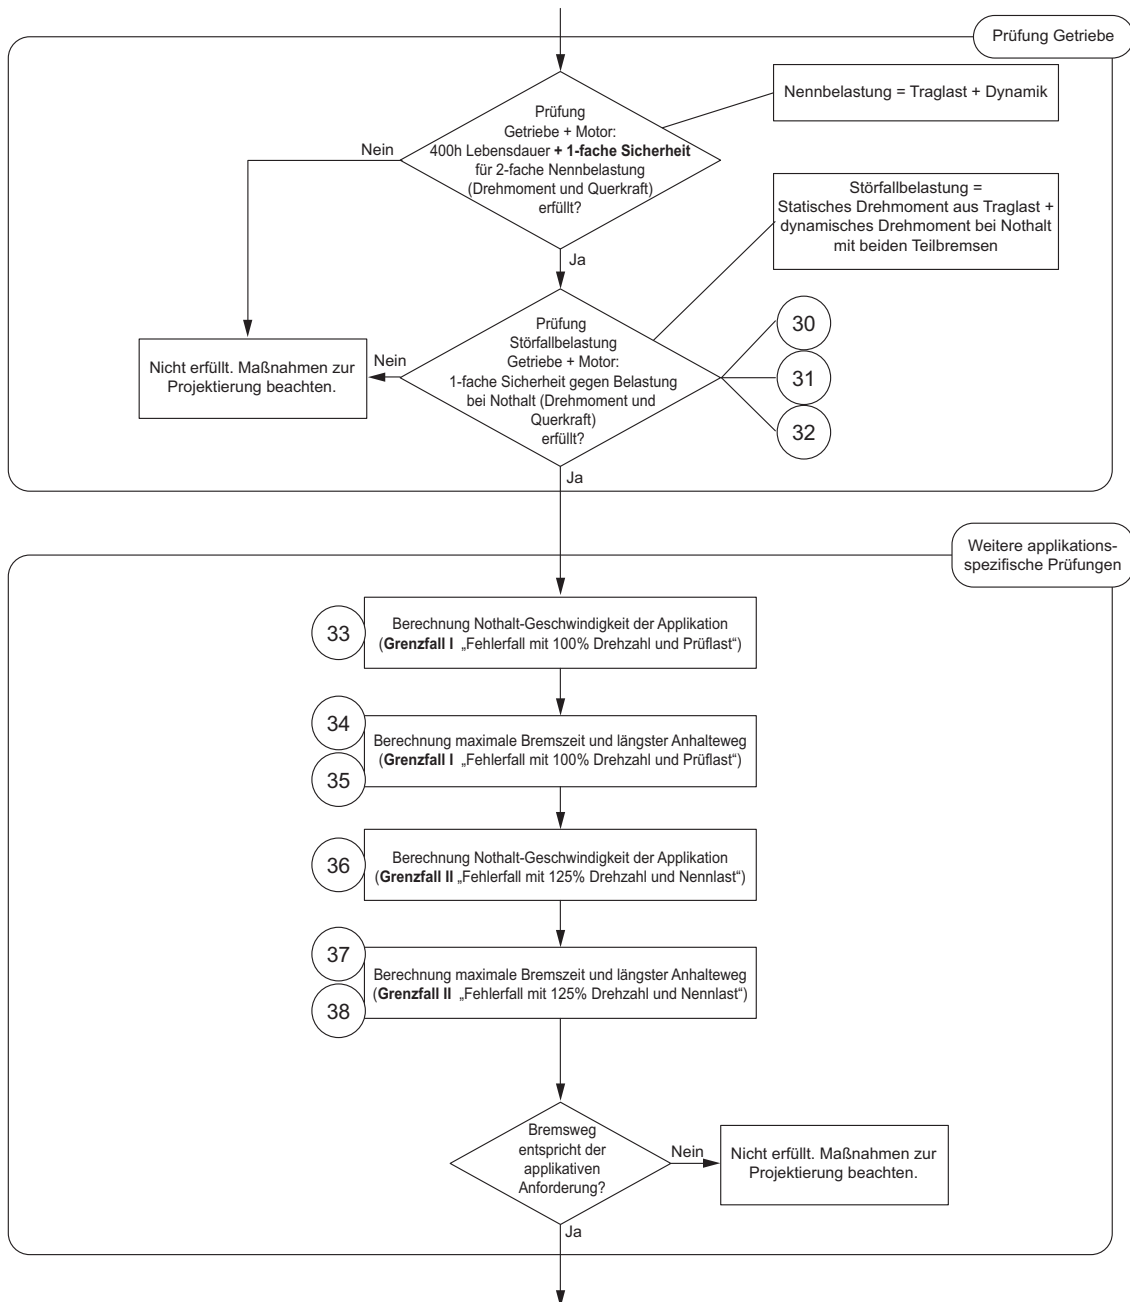 Prüfung Getriebe
Nennbelastung = Traglast + Dynamik
Prüfung
Getriebe + Motor:
400h Lebensdauer + 1-fache Sicherheit
für 2-fache Nennbelastung
(Drehmoment und Querkraft)
erfüllt?
Nein
Störfallbelastung =
Statisches Drehmoment aus Traglast +
dynamisches Drehmoment bei Nothalt
mit beiden Teilbremsen
Ja
Prüfung
Störfallbelastung
Getriebe + Motor:
1-fache Sicherheit gegen Belastung
bei Nothalt (Drehmoment und
Querkraft)
erfüllt?
30
31
32
Nein
Nicht erfüllt. Maßnahmen zur
Projektierung beachten.
Ja
Weitere applikations-
spezifische Prüfungen
33
Berechnung Nothalt-Geschwindigkeit der Applikation
(Grenzfall I „Fehlerfall mit 100% Drehzahl und Prüflast“)
34
35
Berechnung maximale Bremszeit und längster Anhalteweg
(Grenzfall I „Fehlerfall mit 100% Drehzahl und Prüflast“)
36
Berechnung Nothalt-Geschwindigkeit der Applikation
(Grenzfall II „Fehlerfall mit 125% Drehzahl und Nennlast“)
37
38
Berechnung maximale Bremszeit und längster Anhalteweg
(Grenzfall II „Fehlerfall mit 125% Drehzahl und Nennlast“)
Bremsweg
entspricht der
applikativen
Anforderung?
Nein
Nicht erfüllt. Maßnahmen zur
Projektierung beachten.
Ja